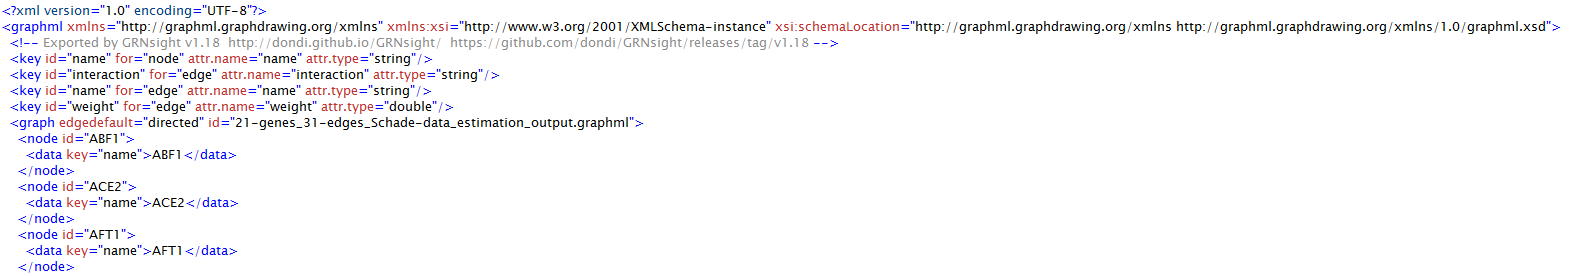 <?xml version="1.0" encoding="UTF-8"?>
<graphml xmlns="http://graphml.graphdrawing.org/xmlns" xmlns:xsi="http://www.w3.org/2001/XMLSchema-instance" xsi:schemaLocation="http://graphml.graphdrawing.org/xmlns http://graphml.graphdrawing.org/xmlns/1.0/graphml.xsd">
<!-- Exported by GRNsight v1.18 http://dondi.github.io/GRNsight/ https://github.com/dondi/GRNsight/releases/tag/v1.18 -->
<key id="name" for="node" attr.name="name" attr.type="string"/>
<key id="interaction" for="edge" attr.name="interaction" attr.type="string"/>
<key id="name" for="edge" attr.name="name" attr.type="string"/>
<key id="weight" for="edge" attr.name="weight" attr.type="double"/>
<graph edgedefault="directed" id="21-genes_31-edges_Schade-data_estimation_output.graphml">
<node id="ABF1">
<data key="name">ABF1</data>
</node>
<node id="ACE2">
<data key="name">ACE2</data>
</node>
<node id="AFT1">
<data key="name">AFT1</data>
</node>